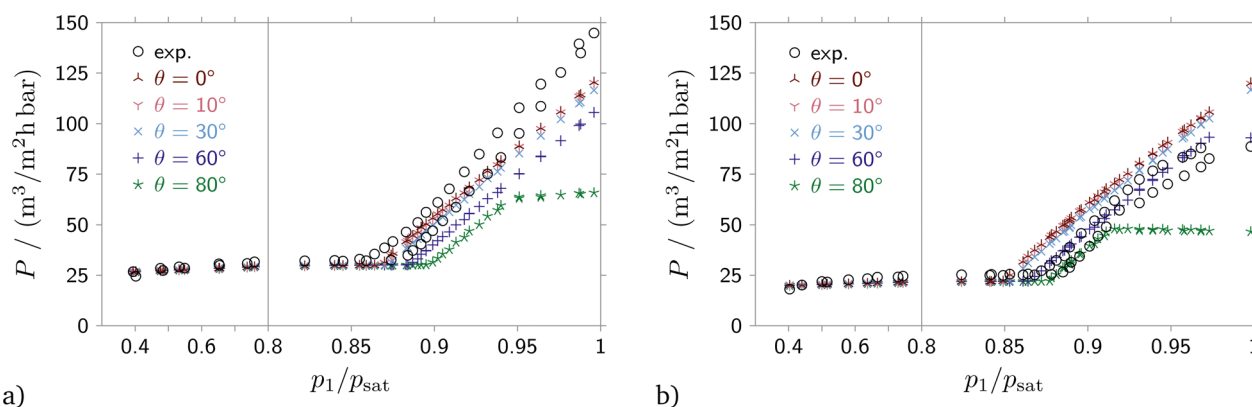 150
125
100
75
50
25
0
P / (m³/m²h bar)
exp.
θ = 0°
θ = 10°
θ = 30°
θ = 60°
θ = 80°
0.4 0.6 0.8 0.85 0.9 0.95 1
p₁/pₛₐₜ
a)
150
125
100
75
50
25
0
P / (m³/m²h bar)
exp.
θ = 0°
θ = 10°
θ = 30°
θ = 60°
θ = 80°
0.4 0.6 0.8 0.85 0.9 0.95 1
p₁/pₛₐₜ
b)